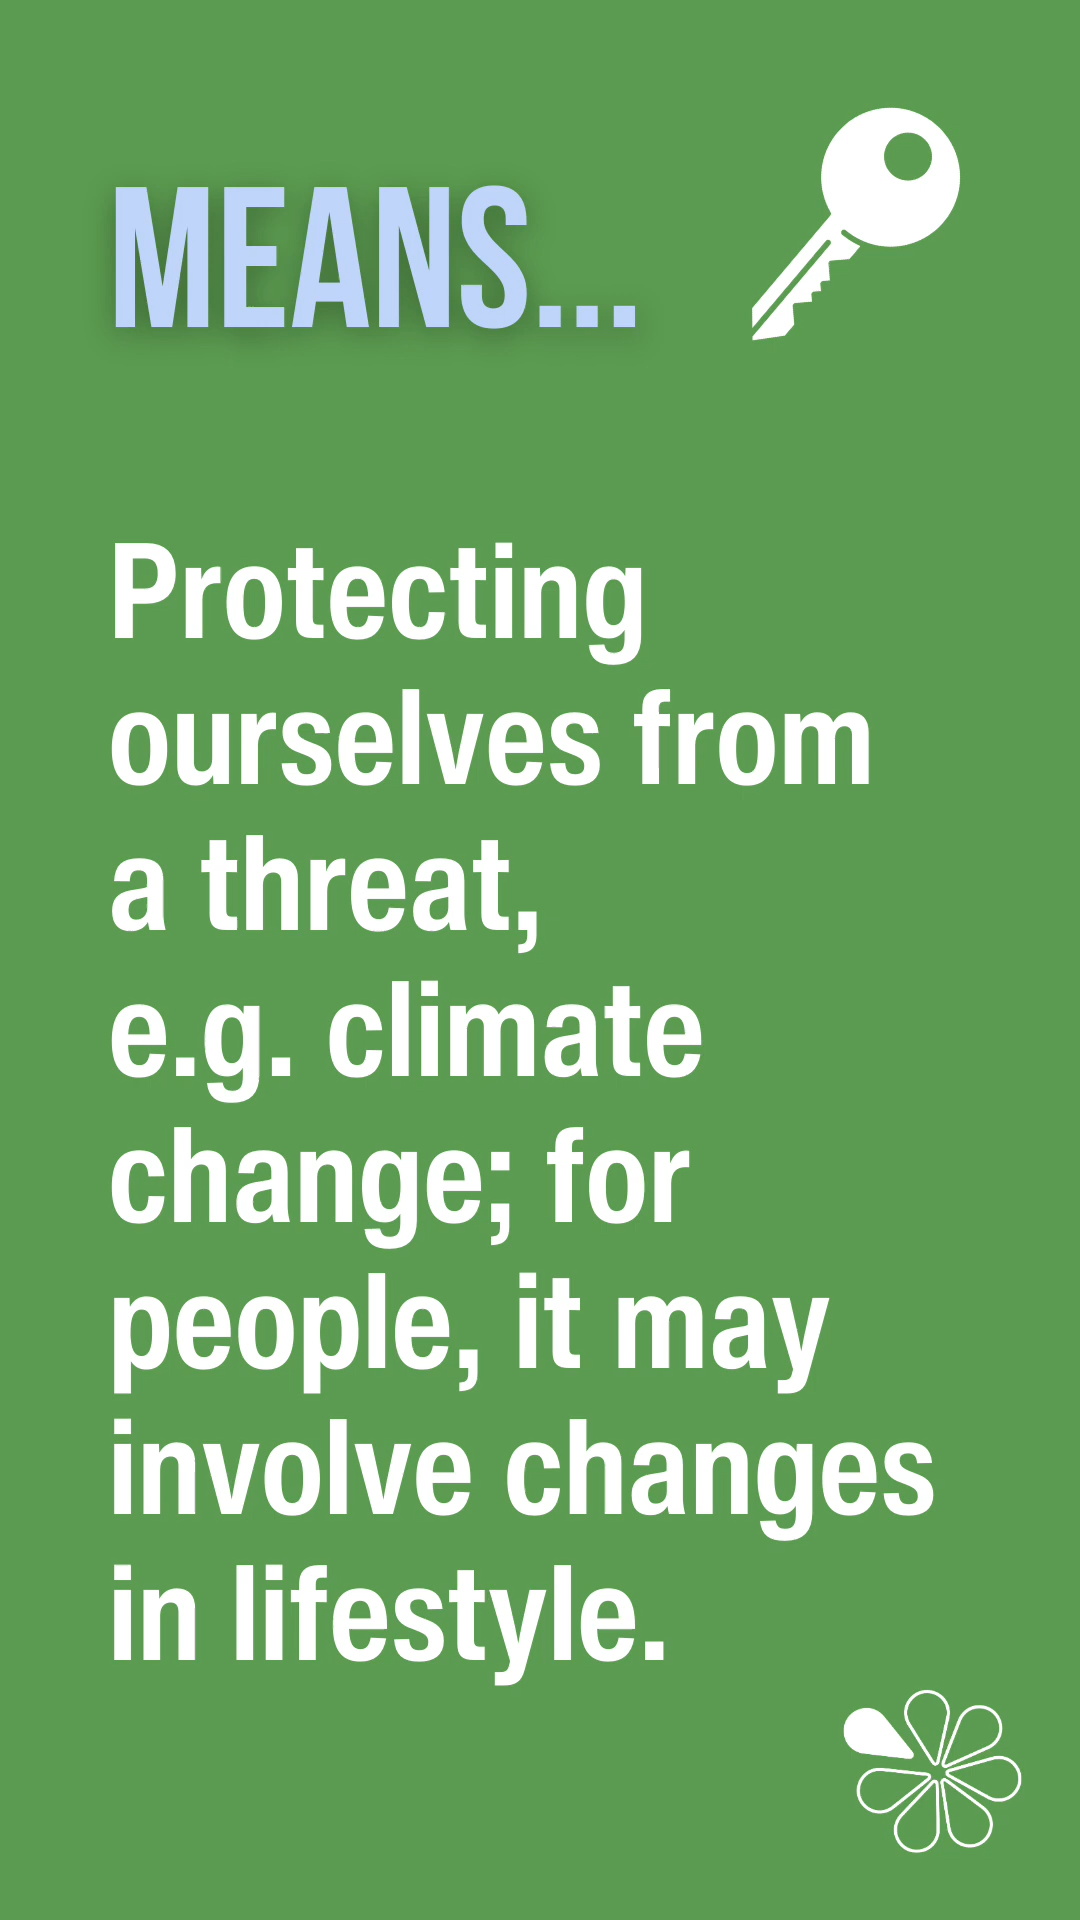 MEANS...
Protecting
ourselves from
a threat,
e.g. climate
change; for
people, it may
involve changes
in lifestyle.